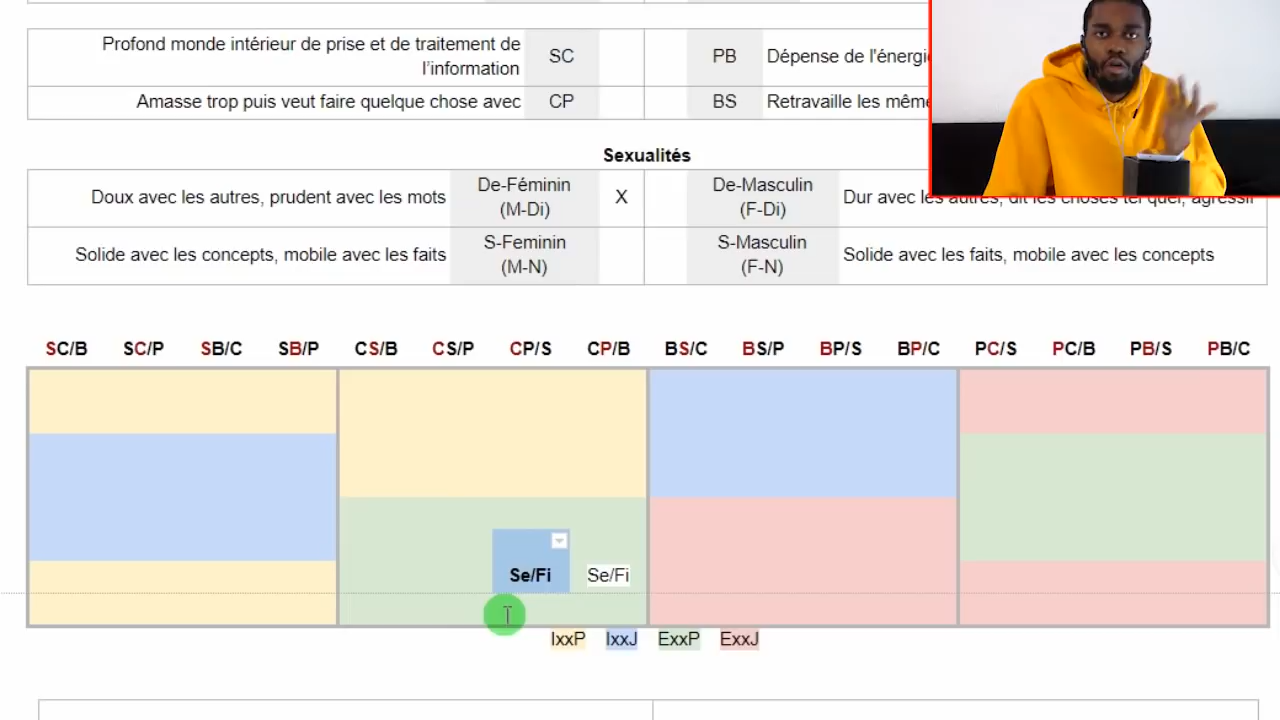 Profond monde intérieur de prise et de traitement de
l'information
SC
PB
Dépense de l'énergi
Amasse trop puis veut faire quelque chose avec
CP
BS
Retravaille les même
Sexualités
Doux avec les autres, prudent avec les mots
De-Féminin
(M-Di)
X
De-Masculin
(F-Di)
Dur avec les autres, dit les choses tel quel, agressif
Solide avec les concepts, mobile avec les faits
S-Feminin
(M-N)
S-Masculin
(F-N)
Solide avec les faits, mobile avec les concepts
SC/B SC/P SB/C SB/P CS/B CS/P CP/S CP/B BS/C BS/P BP/S BP/C PC/S PC/B PB/S PB/C
Se/Fi Se/Fi
IxxP IxxJ ExxP ExxJ